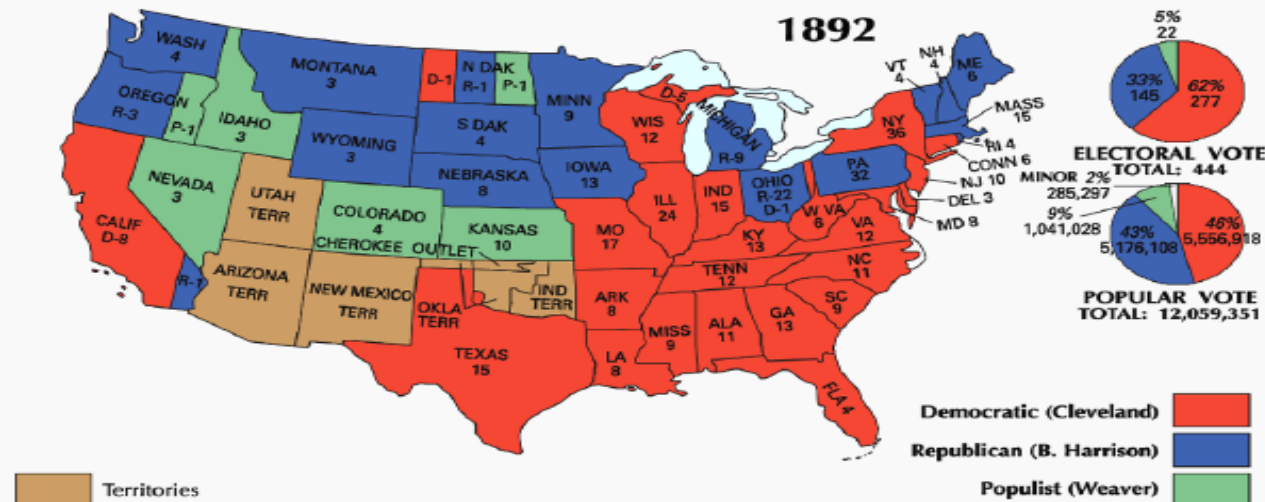 1892
WASH
4
OREGON
R-3
P-1
IDAHO
3
MONTANA
3
D-1
N DAK
R-1
P-1
MINN
9
WYOMING
3
S DAK
4
NEBRASKA
8
IOWA
13
NEVADA
3
UTAH
TERR
COLORADO
4
KANSAS
10
CHEROKEE OUTLET
CALIF
D-8
R-1
ARIZONA
TERR
NEW MEXICO
TERR
OKLA
TERR
IND
TERR
TEXAS
15
WIS
12
D-5
MICHIGAN
R-9
ILL
24
IND
15
OHIO
R-22
D-1
MO
17
KY
13
W VA
6
VA
12
TENN
12
NC
11
ARK
8
SC
9
MISS
9
ALA
11
GA
13
LA
8
FLA 4
PA
32
NY
36
VT
4
NH
4
ME
6
MASS
15
RI 4
CONN 6
NJ 10
DEL 3
MD 8
5%
22
33%
145
62%
277
ELECTORAL VOTE
TOTAL: 444
MINOR 2%
285,297
9%
1,041,028
43%
5,176,108
46%
5,556,918
POPULAR VOTE
TOTAL: 12,059,351
Democratic (Cleveland)
Republican (B. Harrison)
Populist (Weaver)
Territories